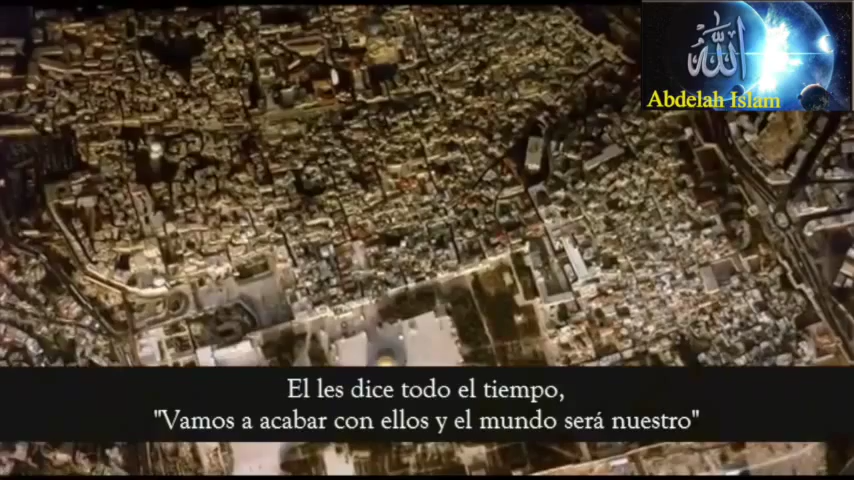 الله
Abdelah Islam
El les dice todo el tiempo,
"Vamos a acabar con ellos y el mundo será nuestro"